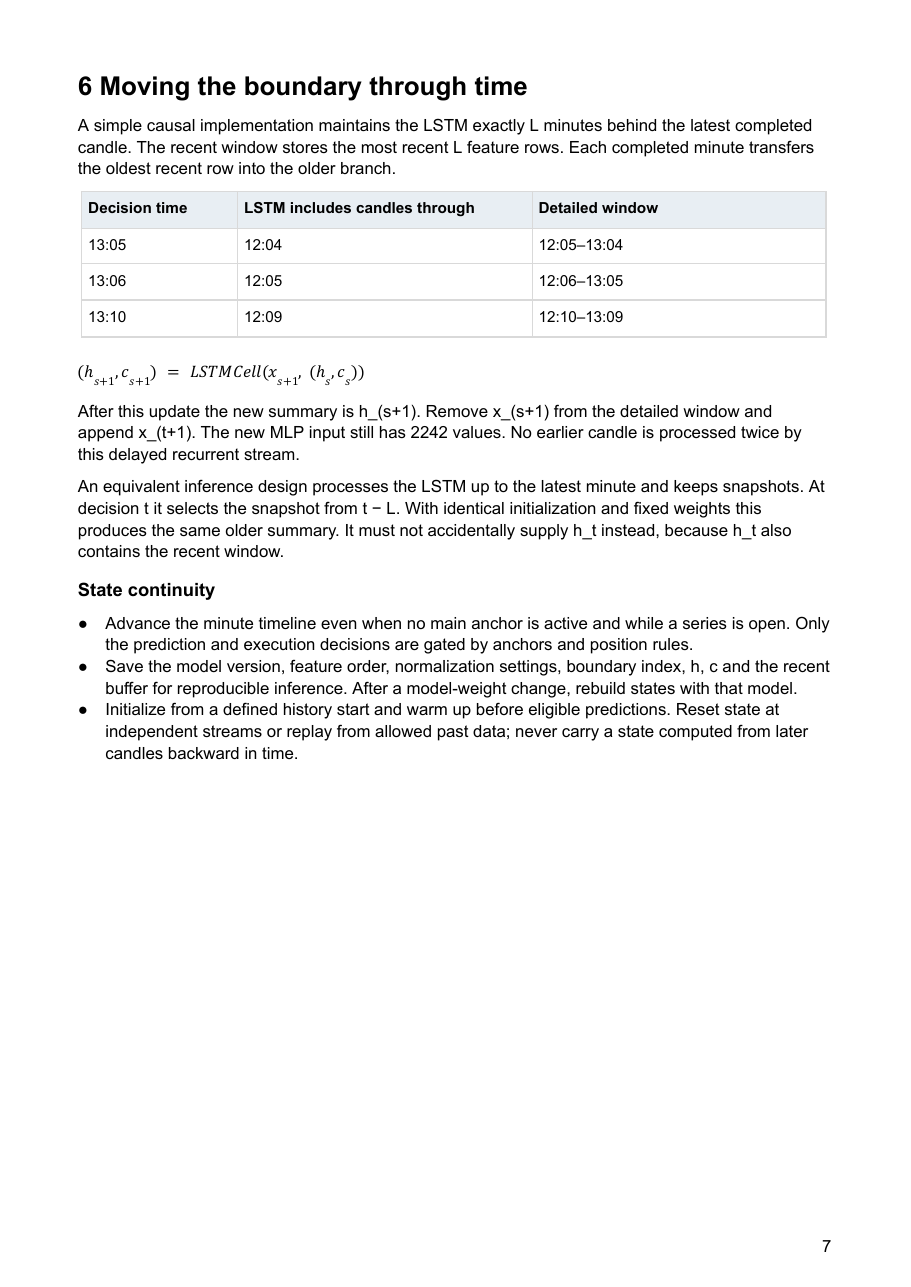 6 Moving the boundary through time
A simple causal implementation maintains the LSTM exactly L minutes behind the latest completed
candle. The recent window stores the most recent L feature rows. Each completed minute transfers
the oldest recent row into the older branch.
Decision time LSTM includes candles through Detailed window
13:05 12:04 12:05–13:04
13:06 12:05 12:06–13:05
13:10 12:09 12:10–13:09
(h_{s+1}, c_{s+1}) = LSTMCell(x_{s+1}, (h_s, c_s))
After this update the new summary is h_(s+1). Remove x_(s+1) from the detailed window and
append x_(t+1). The new MLP input still has 2242 values. No earlier candle is processed twice by
this delayed recurrent stream.
An equivalent inference design processes the LSTM up to the latest minute and keeps snapshots. At
decision t it selects the snapshot from t − L. With identical initialization and fixed weights this
produces the same older summary. It must not accidentally supply h_t instead, because h_t also
contains the recent window.
State continuity
● Advance the minute timeline even when no main anchor is active and while a series is open. Only
the prediction and execution decisions are gated by anchors and position rules.
● Save the model version, feature order, normalization settings, boundary index, h, c and the recent
buffer for reproducible inference. After a model-weight change, rebuild states with that model.
● Initialize from a defined history start and warm up before eligible predictions. Reset state at
independent streams or replay from allowed past data; never carry a state computed from later
candles backward in time.
7